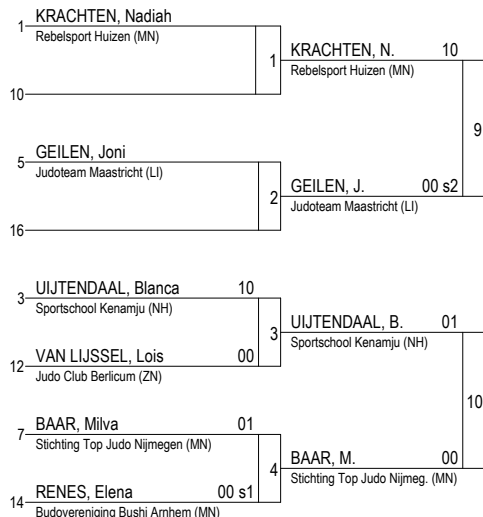 1 KRACHTEN, Nadiah
Rebelsport Huizen (MN)
1
KRACHTEN, N. 10
Rebelsport Huizen (MN)
10
9
5 GEILEN, Joni
Judoteam Maastricht (LI)
2
GEILEN, J. 00 s2
Judoteam Maastricht (LI)
16
3 UIJTENDAAL, Blanca 10
Sportschool Kenamju (NH)
3
UIJTENDAAL, B. 01
Sportschool Kenamju (NH)
12 VAN LIJSSEL, Lois 00
Judo Club Berlicum (ZN)
10
7 BAAR, Milva 01
Stichting Top Judo Nijmegen (MN)
4
BAAR, M. 00
Stichting Top Judo Nijmeg. (MN)
14 RENES, Elena 00 s1
Budovereniging Bushi Arnhem (MN)